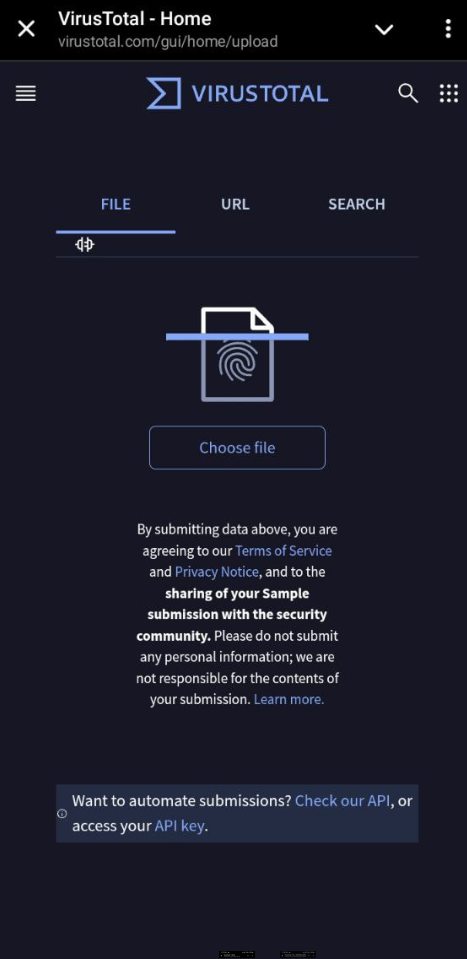 VirusTotal - Home
virustotal.com/gui/home/upload
VIRUSTOTAL
FILE
URL
SEARCH
Choose file
By submitting data above, you are
agreeing to our Terms of Service
and Privacy Notice, and to the
sharing of your Sample
submission with the security
community. Please do not submit
any personal information; we are
not responsible for the contents of
your submission. Learn more.
Want to automate submissions? Check our API, or
access your API key.